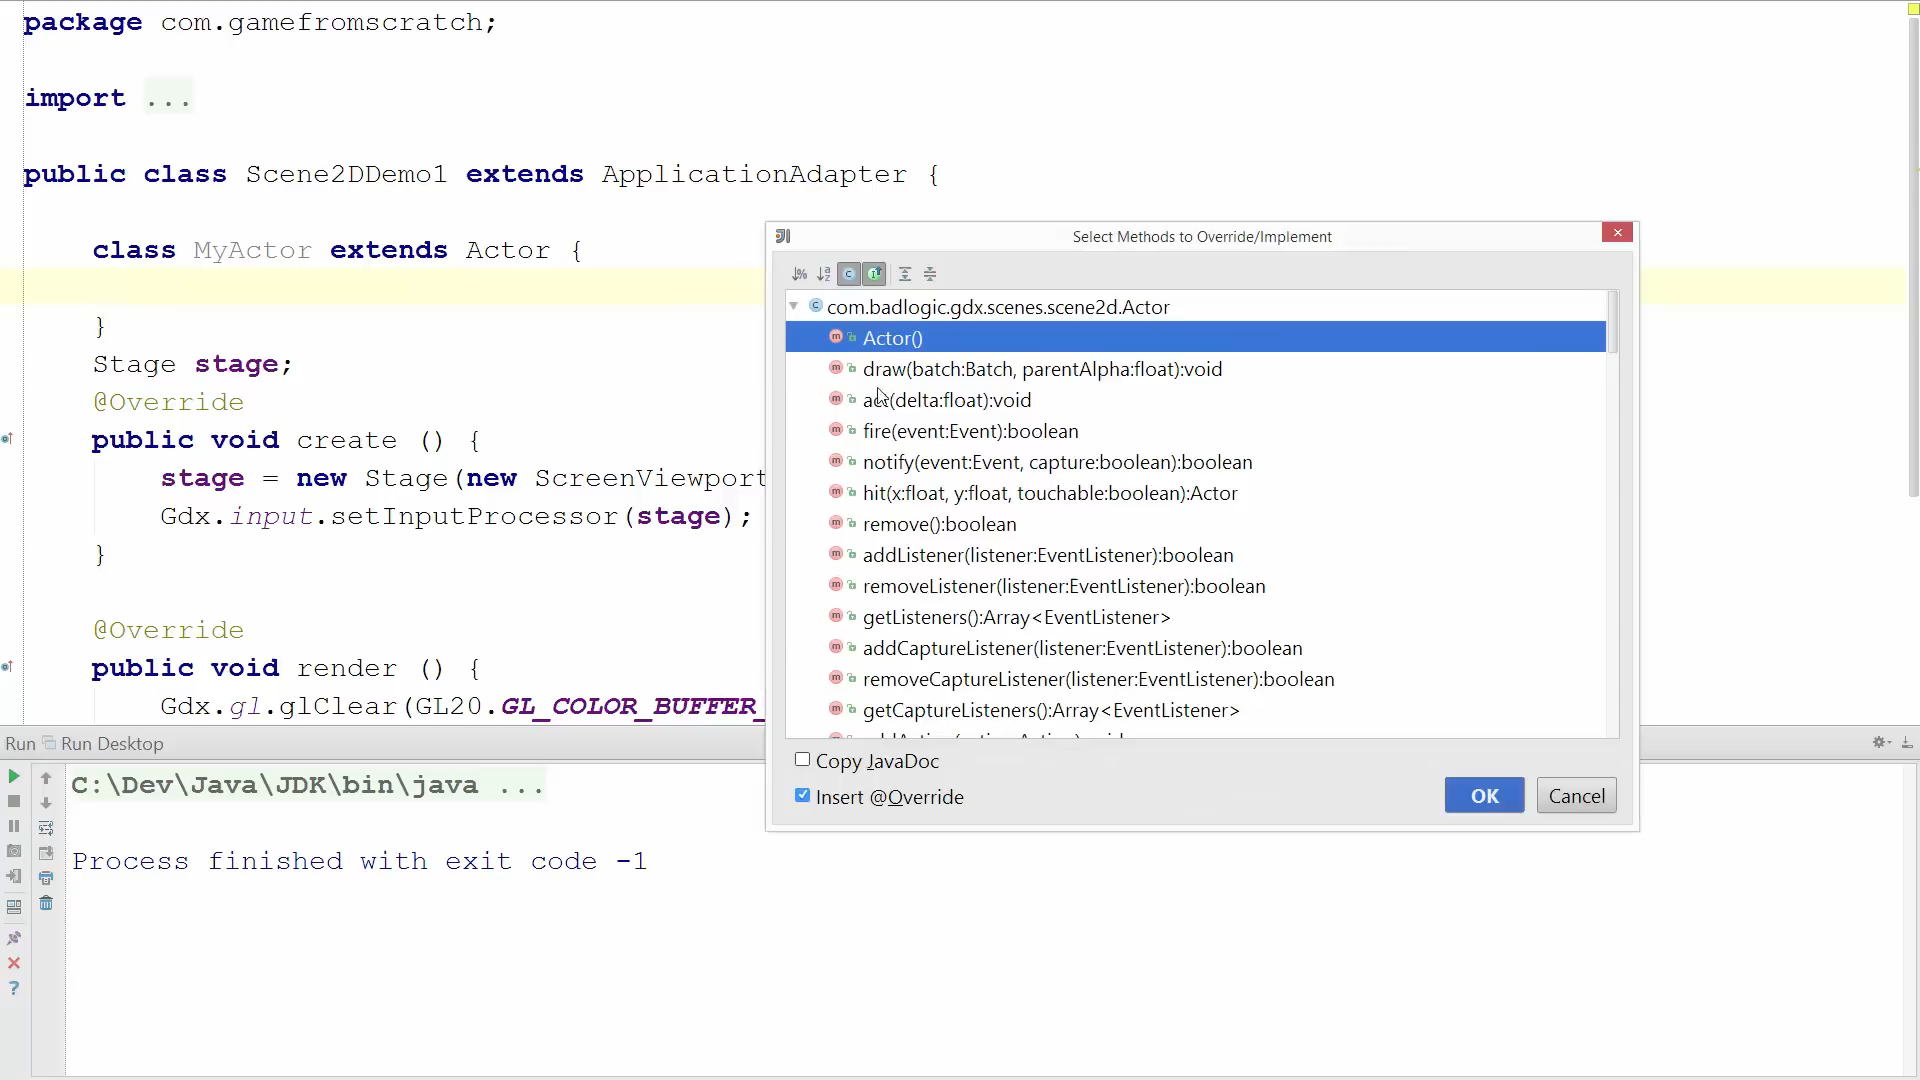 package com.gamefromscratch;
import ...
public class Scene2DDemo1 extends ApplicationAdapter {
class MyActor extends Actor {
}
Stage stage;
@Override
public void create () {
stage = new Stage(new ScreenViewport
Gdx.input.setInputProcessor(stage);
}
@Override
public void render () {
Gdx.gl.glClear(GL20.GL_COLOR_BUFFER_
Select Methods to Override/Implement
com.badlogic.gdx.scenes.scene2d.Actor
Actor()
draw(batch:Batch, parentAlpha:float):void
act(delta:float):void
fire(event:Event):boolean
notify(event:Event, capture:boolean):boolean
hit(x:float, y:float, touchable:boolean):Actor
remove():boolean
addListener(listener:EventListener):boolean
removeListener(listener:EventListener):boolean
getListeners():Array<EventListener>
addCaptureListener(listener:EventListener):boolean
removeCaptureListener(listener:EventListener):boolean
getCaptureListeners():Array<EventListener>
Copy JavaDoc
Insert @Override
OK
Cancel
Run Run Desktop
C:\Dev\Java\JDK\bin\java ...
Process finished with exit code -1